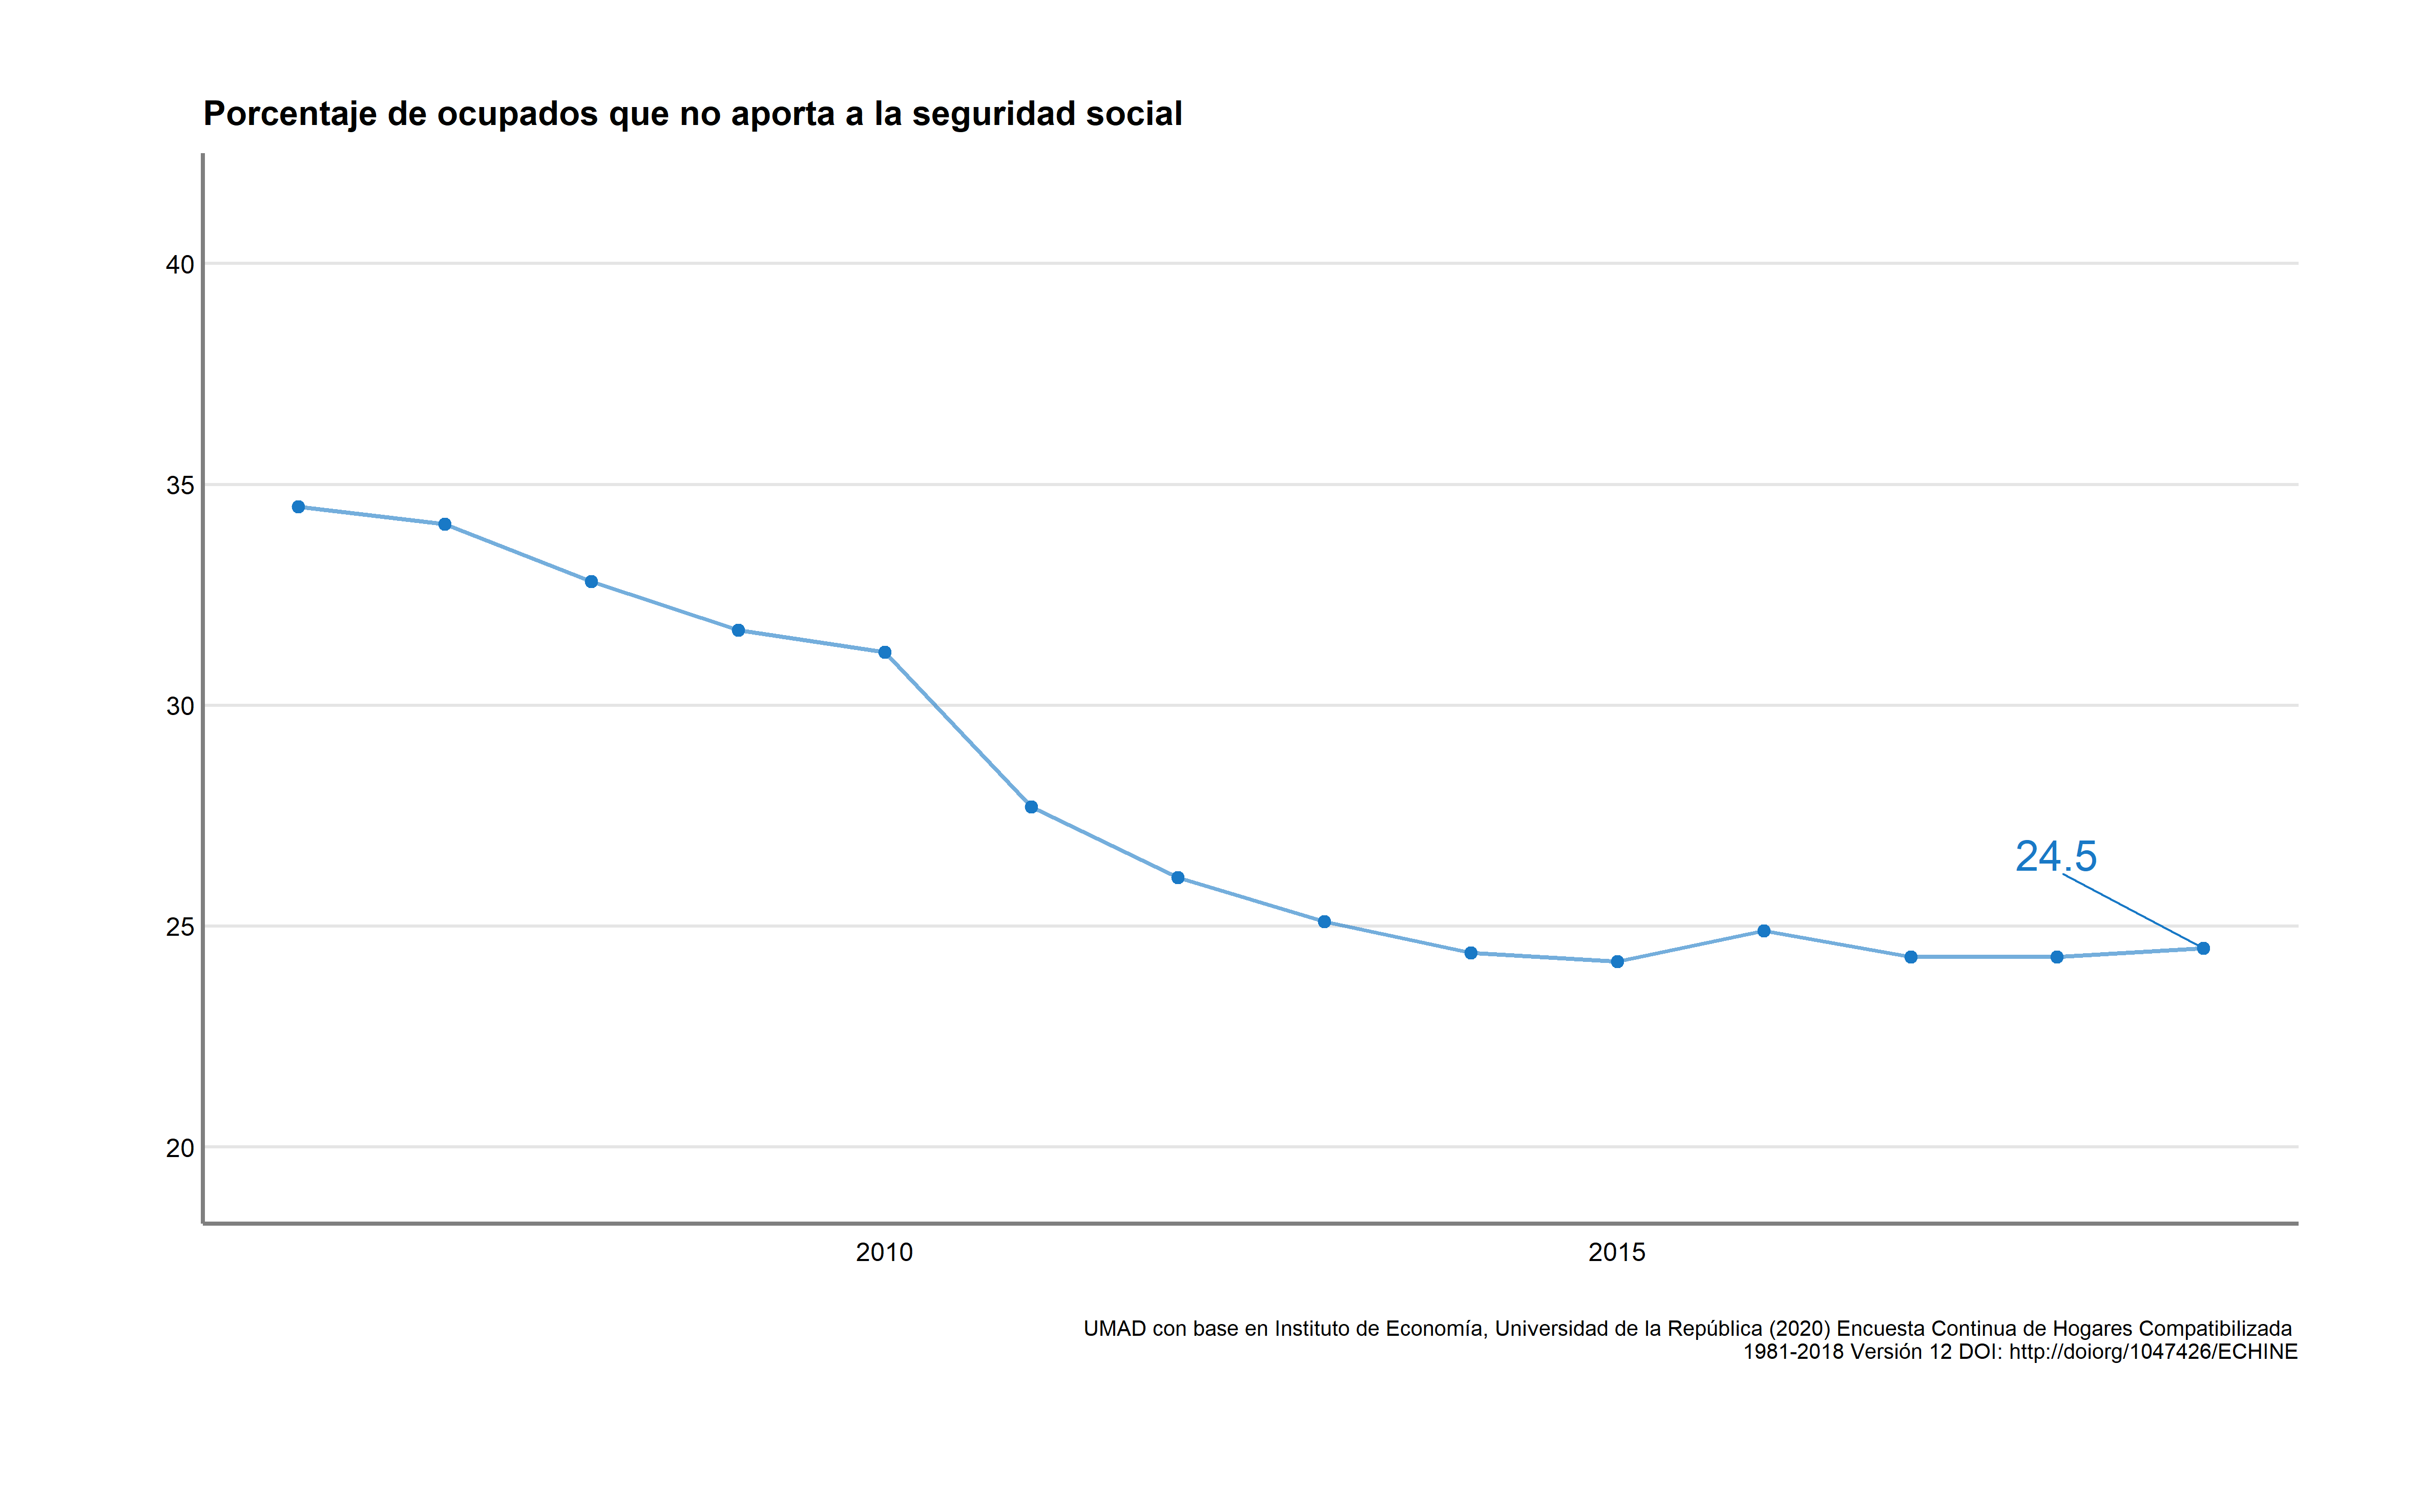 Porcentaje de ocupados que no aporta a la seguridad social
40
35
30
25
20
24.5
2010
2015
UMAD con base en Instituto de Economía, Universidad de la República (2020) Encuesta Continua de Hogares Compatibilizada
1981-2018 Versión 12 DOI: http://doiorg/1047426/ECHINE